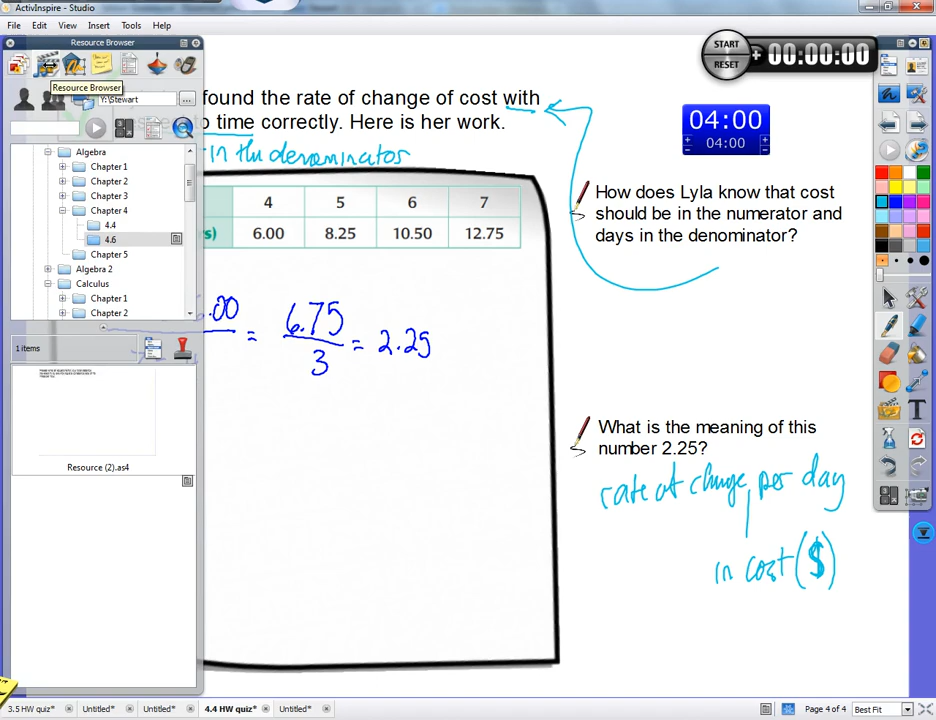 ActivInspire - Studio
File Edit View Insert Tools Help
Resource Browser
Resource Browser
Y:\Stewart
Algebra
Chapter 1
Chapter 2
Chapter 3
Chapter 4
4.4
4.6
Chapter 5
Algebra 2
Calculus
Chapter 1
Chapter 2
1 items
Resource (2).as4
START
RESET
+ 00:00:00
04:00
04:00
found the rate of change of cost with
o time correctly. Here is her work.
in the denominator
4 5 6 7
s) 6.00 8.25 10.50 12.75
.00 = 6.75 = 2.25
3
How does Lyla know that cost
should be in the numerator and
days in the denominator?
What is the meaning of this
number 2.25?
rate of change per day
in cost ($)
3.5 HW quiz* Untitled* Untitled* 4.4 HW quiz* Untitled*
Page 4 of 4 Best Fit